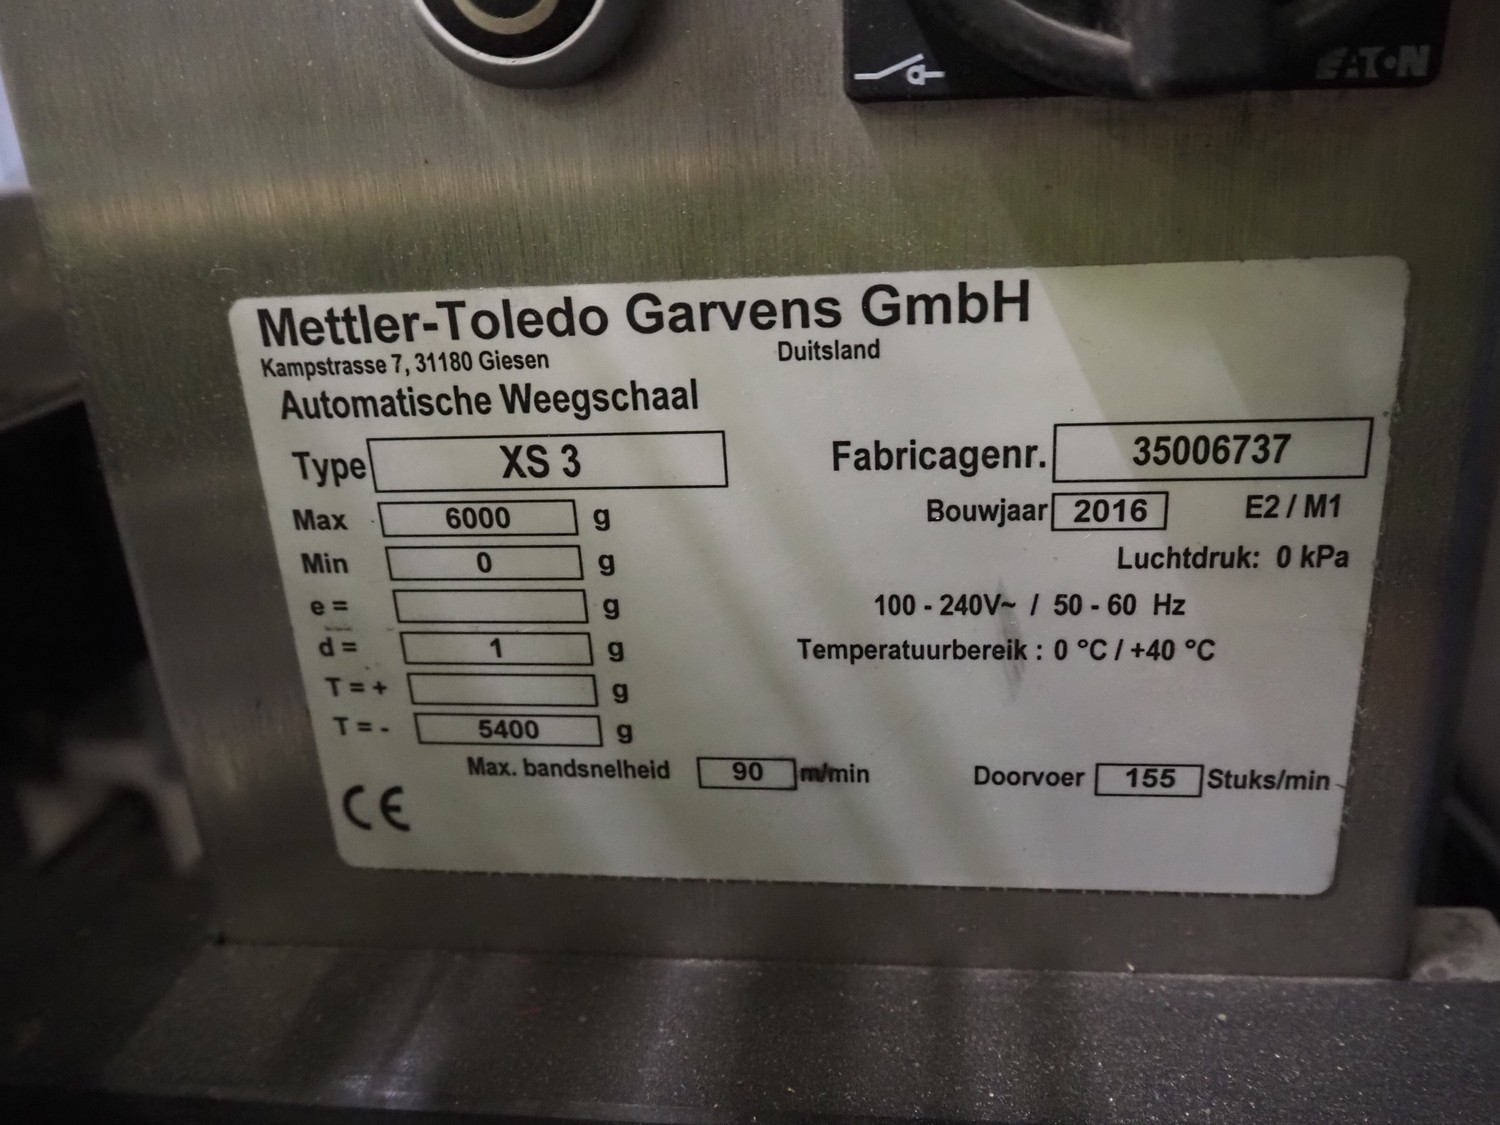 EATON
Mettler-Toledo Garvens GmbH
Kampstrasse 7, 31180 Giesen Duitsland
Automatische Weegschaal
Type XS 3 Fabricagenr. 35006737
Max 6000 g Bouwjaar 2016 E2 / M1
Min 0 g Luchtdruk: 0 kPa
e = g 100 - 240V~ / 50 - 60 Hz
d = 1 g Temperatuurbereik : 0 °C / +40 °C
T = + g
T = - 5400 g
Max. bandsnelheid 90 m/min Doorvoer 155 Stuks/min
CE